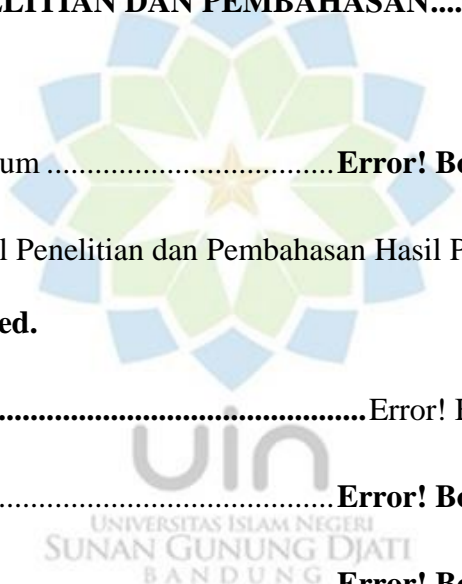 ELITIAN DAN PEMBAHASAN....
um ....................................Error! Bo
l Penelitian dan Pembahasan Hasil P
ed.
..............................................Error! B
..........................................Error! Bo
uin
UNIVERSITAS ISLAM NEGERI
SUNAN GUNUNG DJATI
BANDUNG
Error! Bo